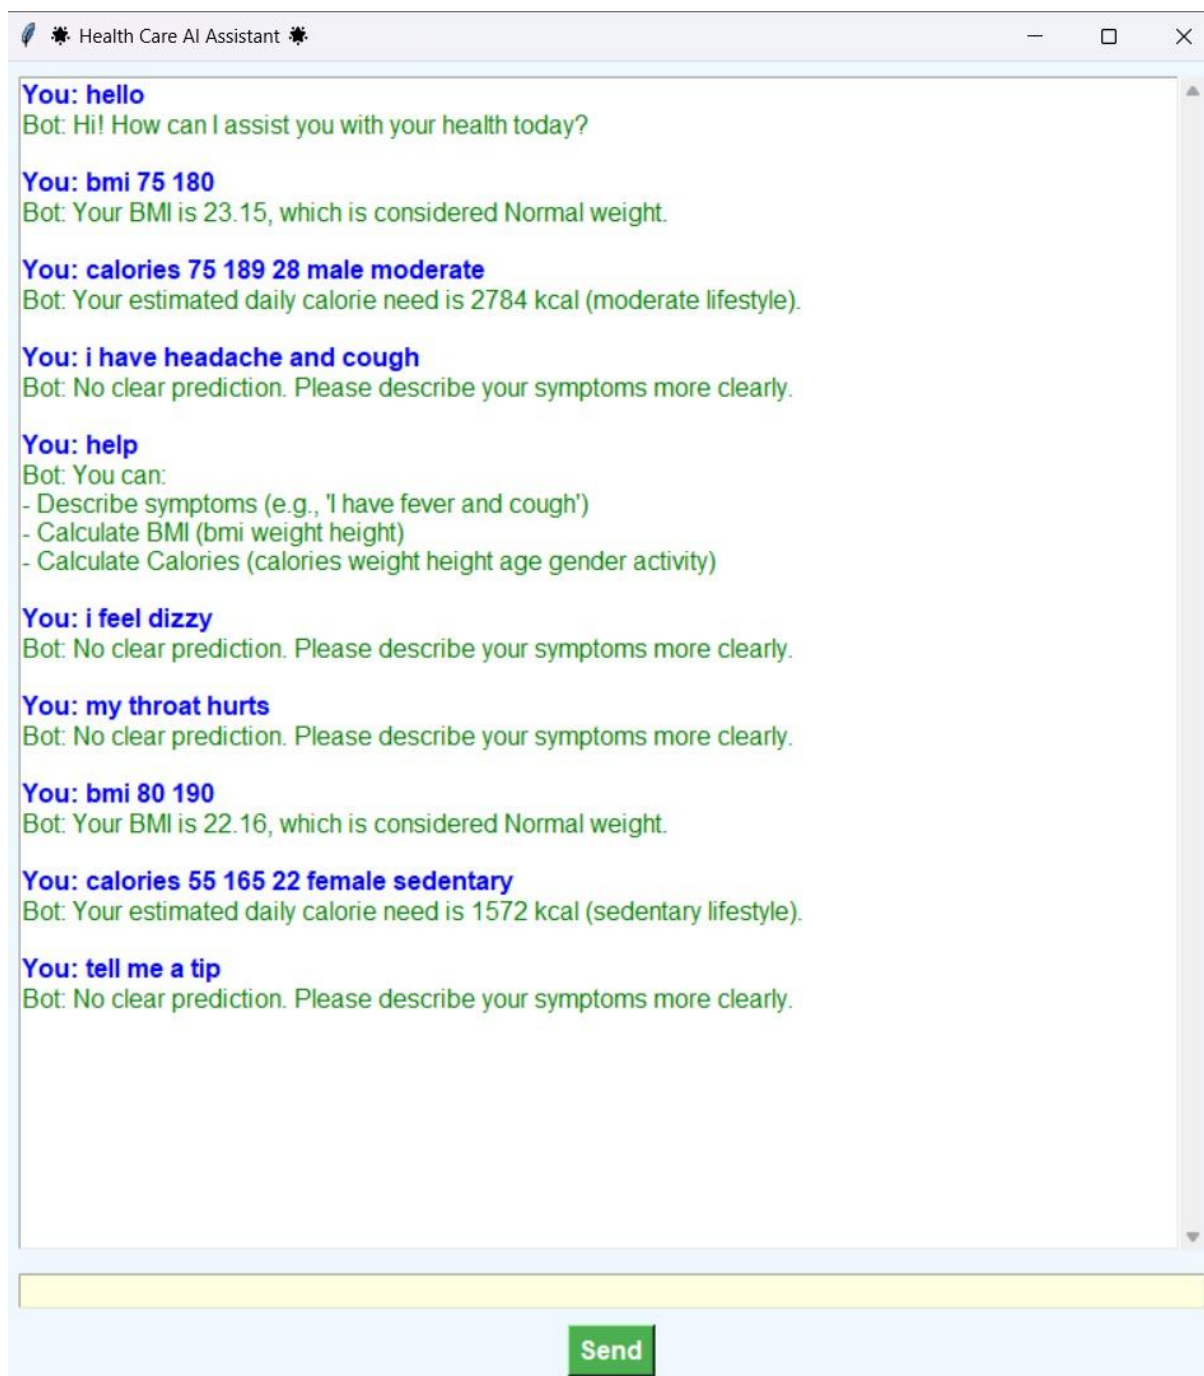 Health Care AI Assistant
You: hello
Bot: Hi! How can I assist you with your health today?
You: bmi 75 180
Bot: Your BMI is 23.15, which is considered Normal weight.
You: calories 75 189 28 male moderate
Bot: Your estimated daily calorie need is 2784 kcal (moderate lifestyle).
You: i have headache and cough
Bot: No clear prediction. Please describe your symptoms more clearly.
You: help
Bot: You can:
- Describe symptoms (e.g., 'I have fever and cough')
- Calculate BMI (bmi weight height)
- Calculate Calories (calories weight height age gender activity)
You: i feel dizzy
Bot: No clear prediction. Please describe your symptoms more clearly.
You: my throat hurts
Bot: No clear prediction. Please describe your symptoms more clearly.
You: bmi 80 190
Bot: Your BMI is 22.16, which is considered Normal weight.
You: calories 55 165 22 female sedentary
Bot: Your estimated daily calorie need is 1572 kcal (sedentary lifestyle).
You: tell me a tip
Bot: No clear prediction. Please describe your symptoms more clearly.
Send